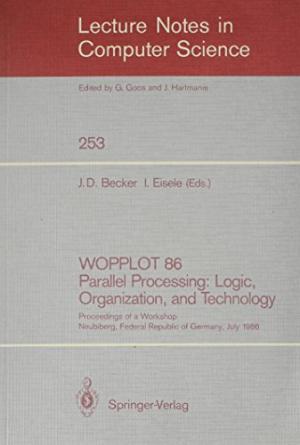 Lecture Notes in
Computer Science
Edited by G. Goos and J. Hartmanis
253
J.D. Becker I. Eisele (Eds.)
WOPPLOT 86
Parallel Processing: Logic,
Organization, and Technology
Proceedings of a Workshop
Neubiberg, Federal Republic of Germany, July 1986
Springer-Verlag